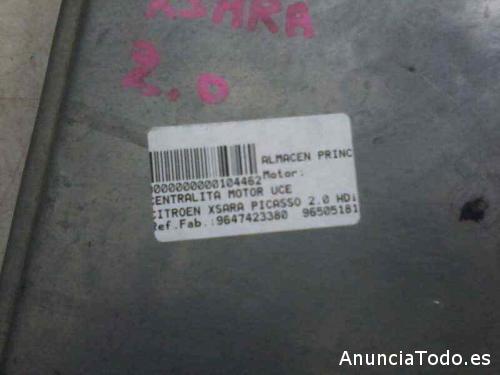 XSARA
2.0
ALMACEN PRINC
0000000000104462 Motor:
CENTRALITA MOTOR UCE
CITROEN XSARA PICASSO 2.0 HDi
Ref.Fab.:9647423380 96505181
AnunciaTodo.es